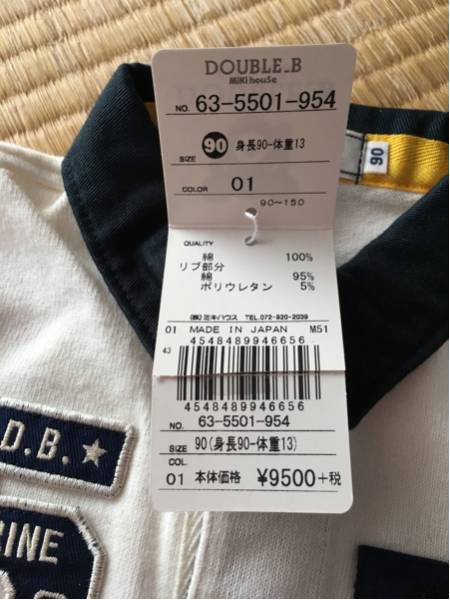 DOUBLE_B
MIKI HOUSE
NO. 63-5501-954
SIZE 90 身長90-体重13
COLOR 01
90～150
QUALITY
綿 100%
リブ部分
綿 95%
ポリウレタン 5%
(株)ミキハウス TEL.072-920-2039
01 MADE IN JAPAN M51
43
4548489946656
4548489946656
NO. 63-5501-954
SIZE 90(身長90-体重13)
COL.
01 本体価格 ¥9500+税
90
D.B.
INE